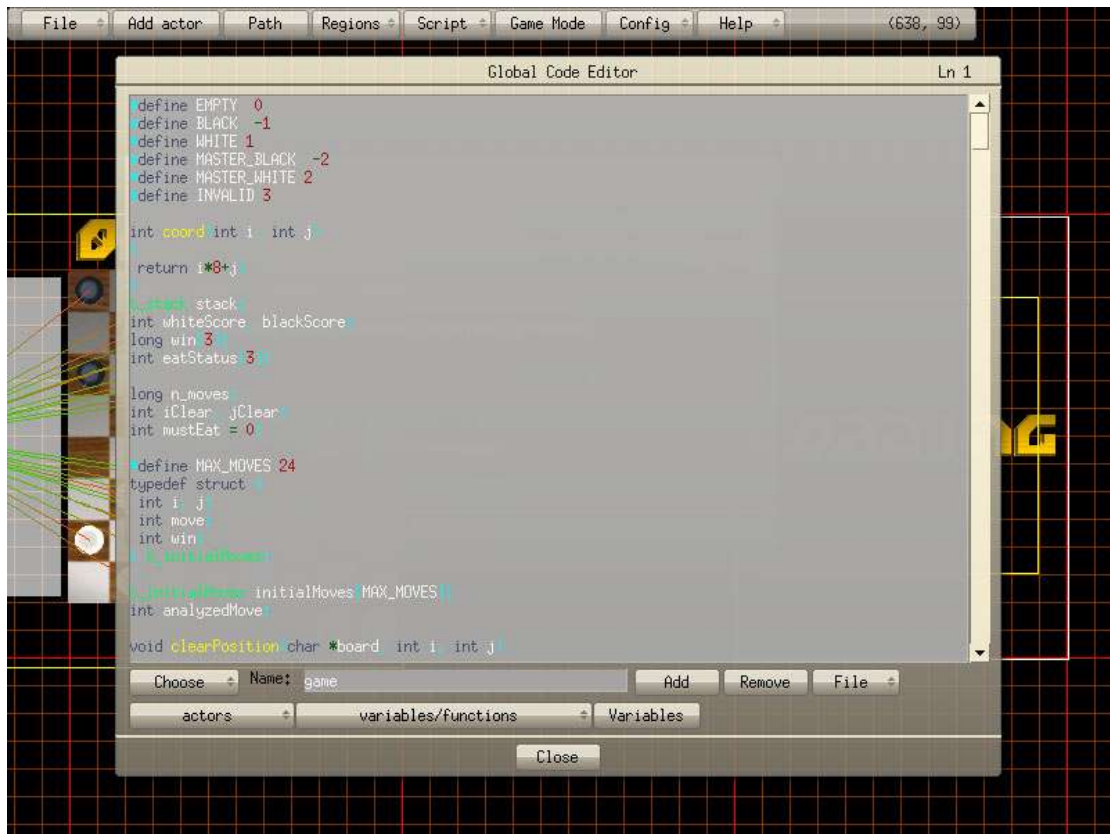 File Add actor Path Regions Script Game Mode Config Help (638, 99)
Global Code Editor Ln 1
#define EMPTY 0
#define BLACK -1
#define WHITE 1
#define MASTER_BLACK -2
#define MASTER_WHITE 2
#define INVALID 3
int coord(int i, int j)
{
return i*8+j;
}
t_stack stack;
int whiteScore, blackScore;
long win[3];
int eatStatus[3];
long n_moves;
int iClear, jClear;
int mustEat = 0;
#define MAX_MOVES 24
typedef struct {
int i, j;
int move;
int win;
} t_initialMoves;
t_initialMoves initialMoves[MAX_MOVES];
int analyzedMove;
void clearPosition(char *board, int i, int j)
Choose Name: game Add Remove File
actors variables/functions Variables
Close